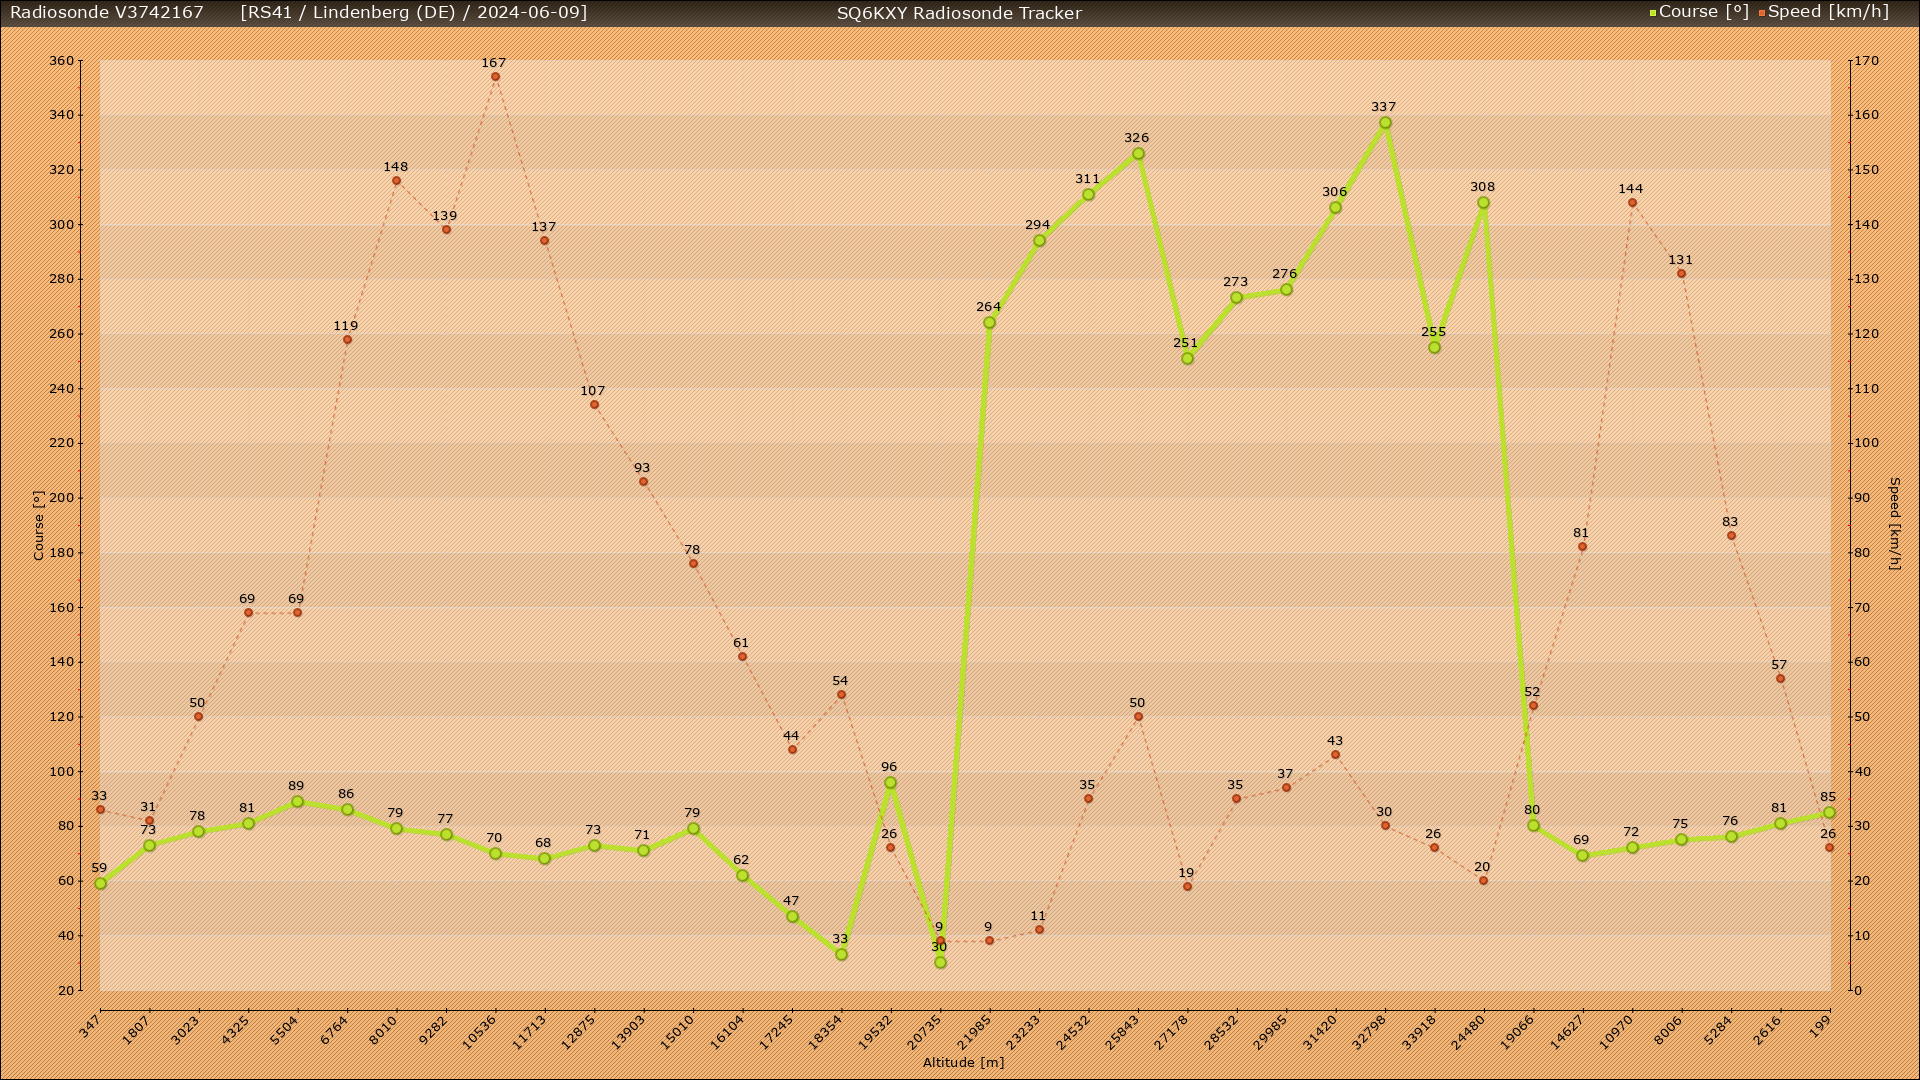 Radiosonde V3742167 [RS41 / Lindenberg (DE) / 2024-06-09] SQ6KXY Radiosonde Tracker Course [°] Speed [km/h]
360 340 320 300 280 260 240 220 200 180 160 140 120 100 80 60 40 20
Course [°]
33 31 50 69 69 119 148 139 167 137 107 93 78 61 44 54 26 9 9 11 35 50 19 35 37 43 30 26 20 52 81 144 131 83 57 26
59 73 78 81 89 86 79 77 70 68 73 71 79 62 47 33 96 30 264 294 311 326 251 273 276 306 337 255 308 80 69 72 75 76 81 85
170 160 150 140 130 120 110 100 90 80 70 60 50 40 30 20 10 0
Speed [km/h]
347 1807 3023 4325 5504 6764 8010 9282 10536 11713 12875 13903 15010 16104 17245 18354 19532 20735 21985 23233 24532 25843 27178 28532 29985 31420 32798 33918 24480 19066 14627 10970 8006 5284 2616 199
Altitude [m]